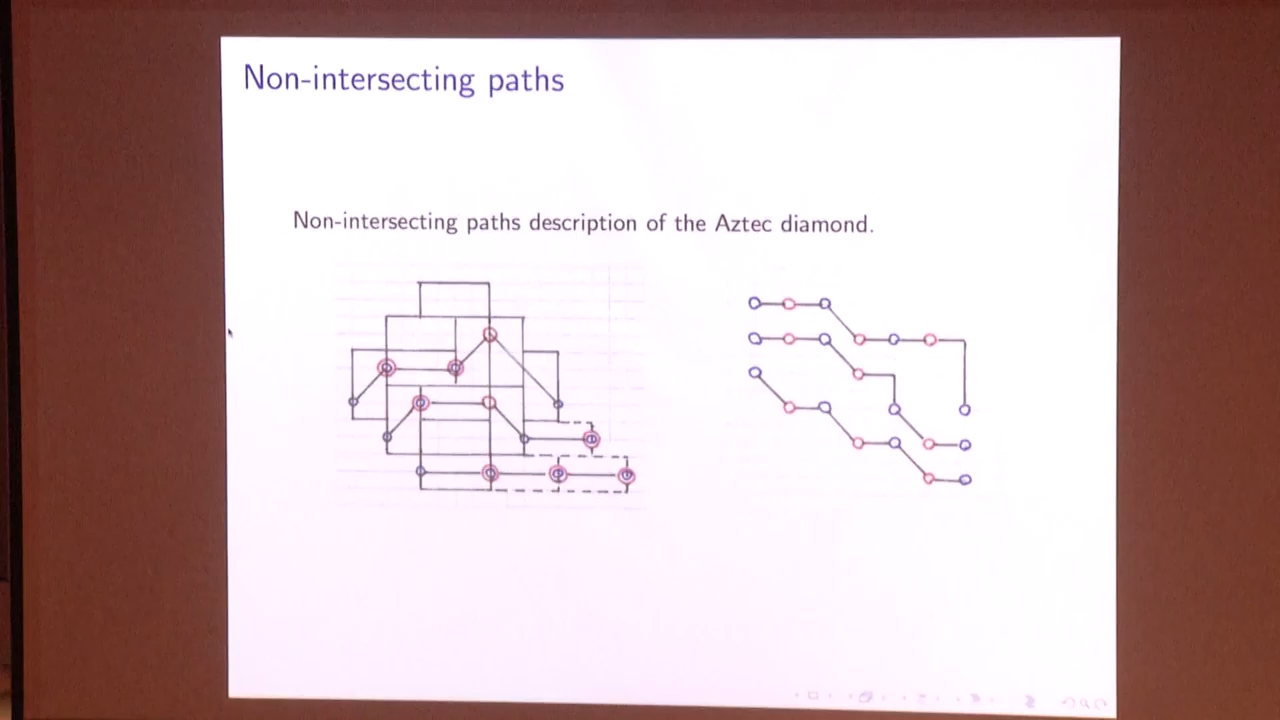 Non-intersecting paths
Non-intersecting paths description of the Aztec diamond.